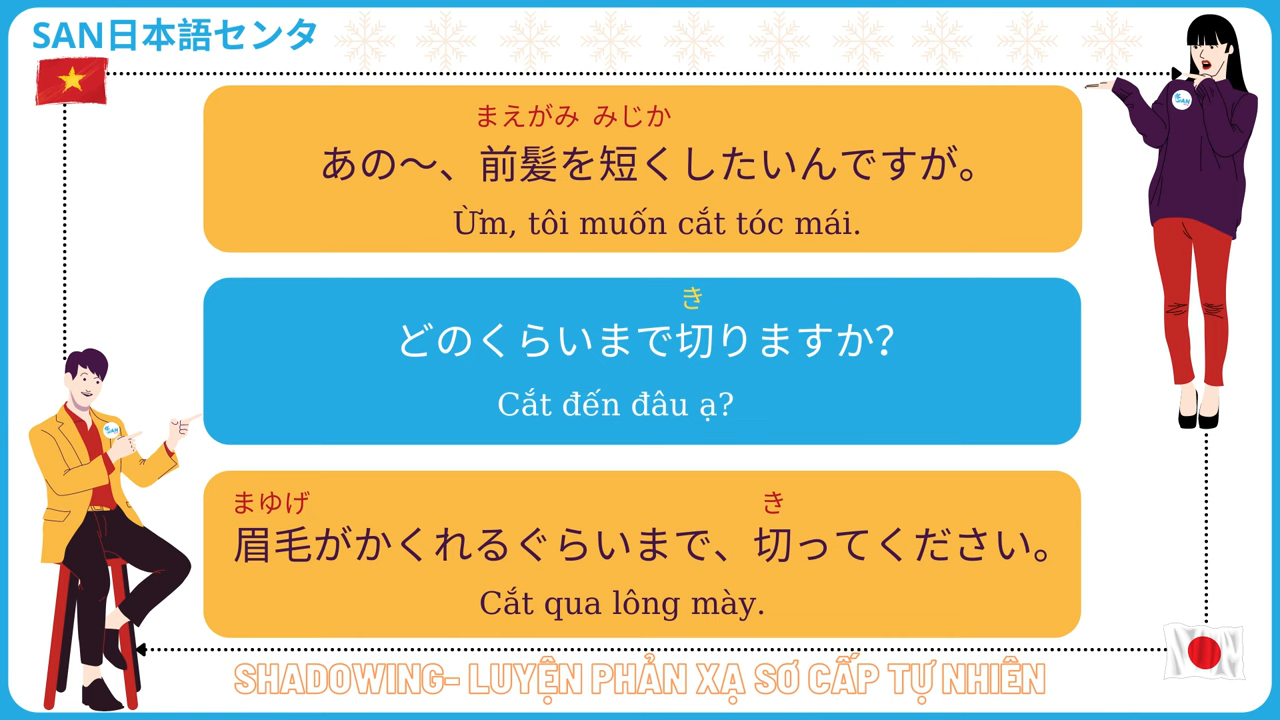 SAN日本語センタ
まえがみ みじか
あの～、前髪を短くしたいんですが。
Ừm, tôi muốn cắt tóc mái.
き
どのくらいまで切りますか?
Cắt đến đâu ạ?
まゆげ き
眉毛がかくれるぐらいまで、切ってください。
Cắt qua lông mày.
SHADOWING- LUYỆN PHẢN XẠ SƠ CẤP TỰ NHIÊN